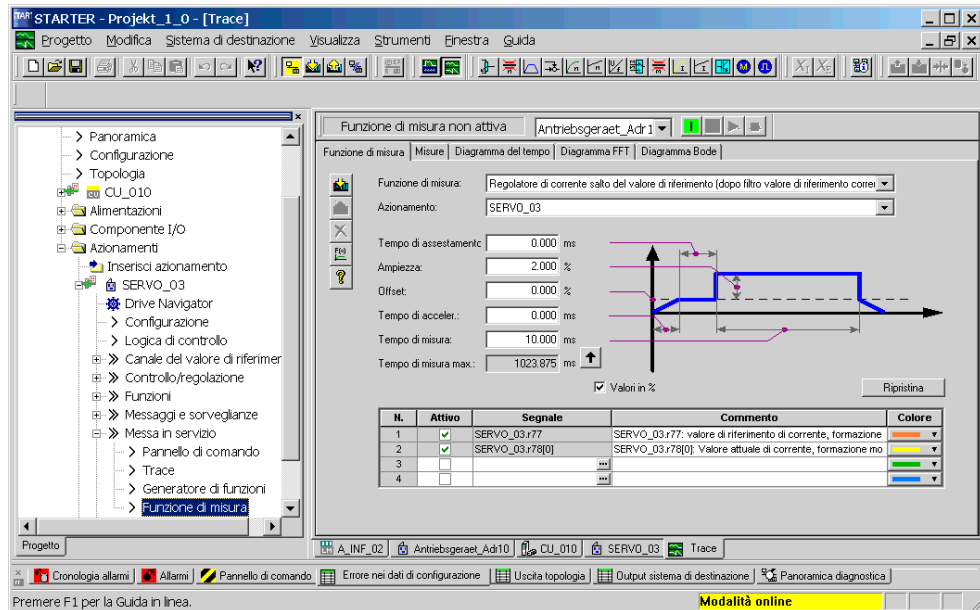 STARTER - Projekt_1_0 - [Trace]
Progetto Modifica Sistema di destinazione Visualizza Strumenti Finestra Guida
Panoramica
Configurazione
Topologia
CU_010
Alimentazioni
Componente I/O
Azionamenti
Inserisci azionamento
SERVO_03
Drive Navigator
Configurazione
Logica di controllo
Canale del valore di riferimer
Controllo/regolazione
Funzioni
Messaggi e sorveglianze
Messa in servizio
Pannello di comando
Trace
Generatore di funzioni
Funzione di misura
Progetto
Funzione di misura non attiva Antriebsgeraet_Adr1
Funzione di misura Misure Diagramma del tempo Diagramma FFT Diagramma Bode
Funzione di misura: Regolatore di corrente salto del valore di riferimento (dopo filtro valore di riferimento correi
Azionamento: SERVO_03
Tempo di assestamentc 0.000 ms
Ampiezza: 2.000 %
Offset: 0.000 %
Tempo di acceler.: 0.000 ms
Tempo di misura: 10.000 ms
Tempo di misura max.: 1023.875 ms
Valori in %
Ripristina
N. Attivo Segnale Commento Colore
1 SERVO_03.r77 SERVO_03.r77: valore di riferimento di corrente, formazione
2 SERVO_03.r78[0] SERVO_03.r78[0]: Valore attuale di corrente, formazione mo
3 ...
4 ...
A_INF_02 Antriebsgeraet_Adr10 CU_010 SERVO_03 Trace
Cronologia allarmi Allarmi Pannello di comando Errore nei dati di configurazione Uscita topologia Output sistema di destinazione Panoramica diagnostica
Premere F1 per la Guida in linea. Modalità online